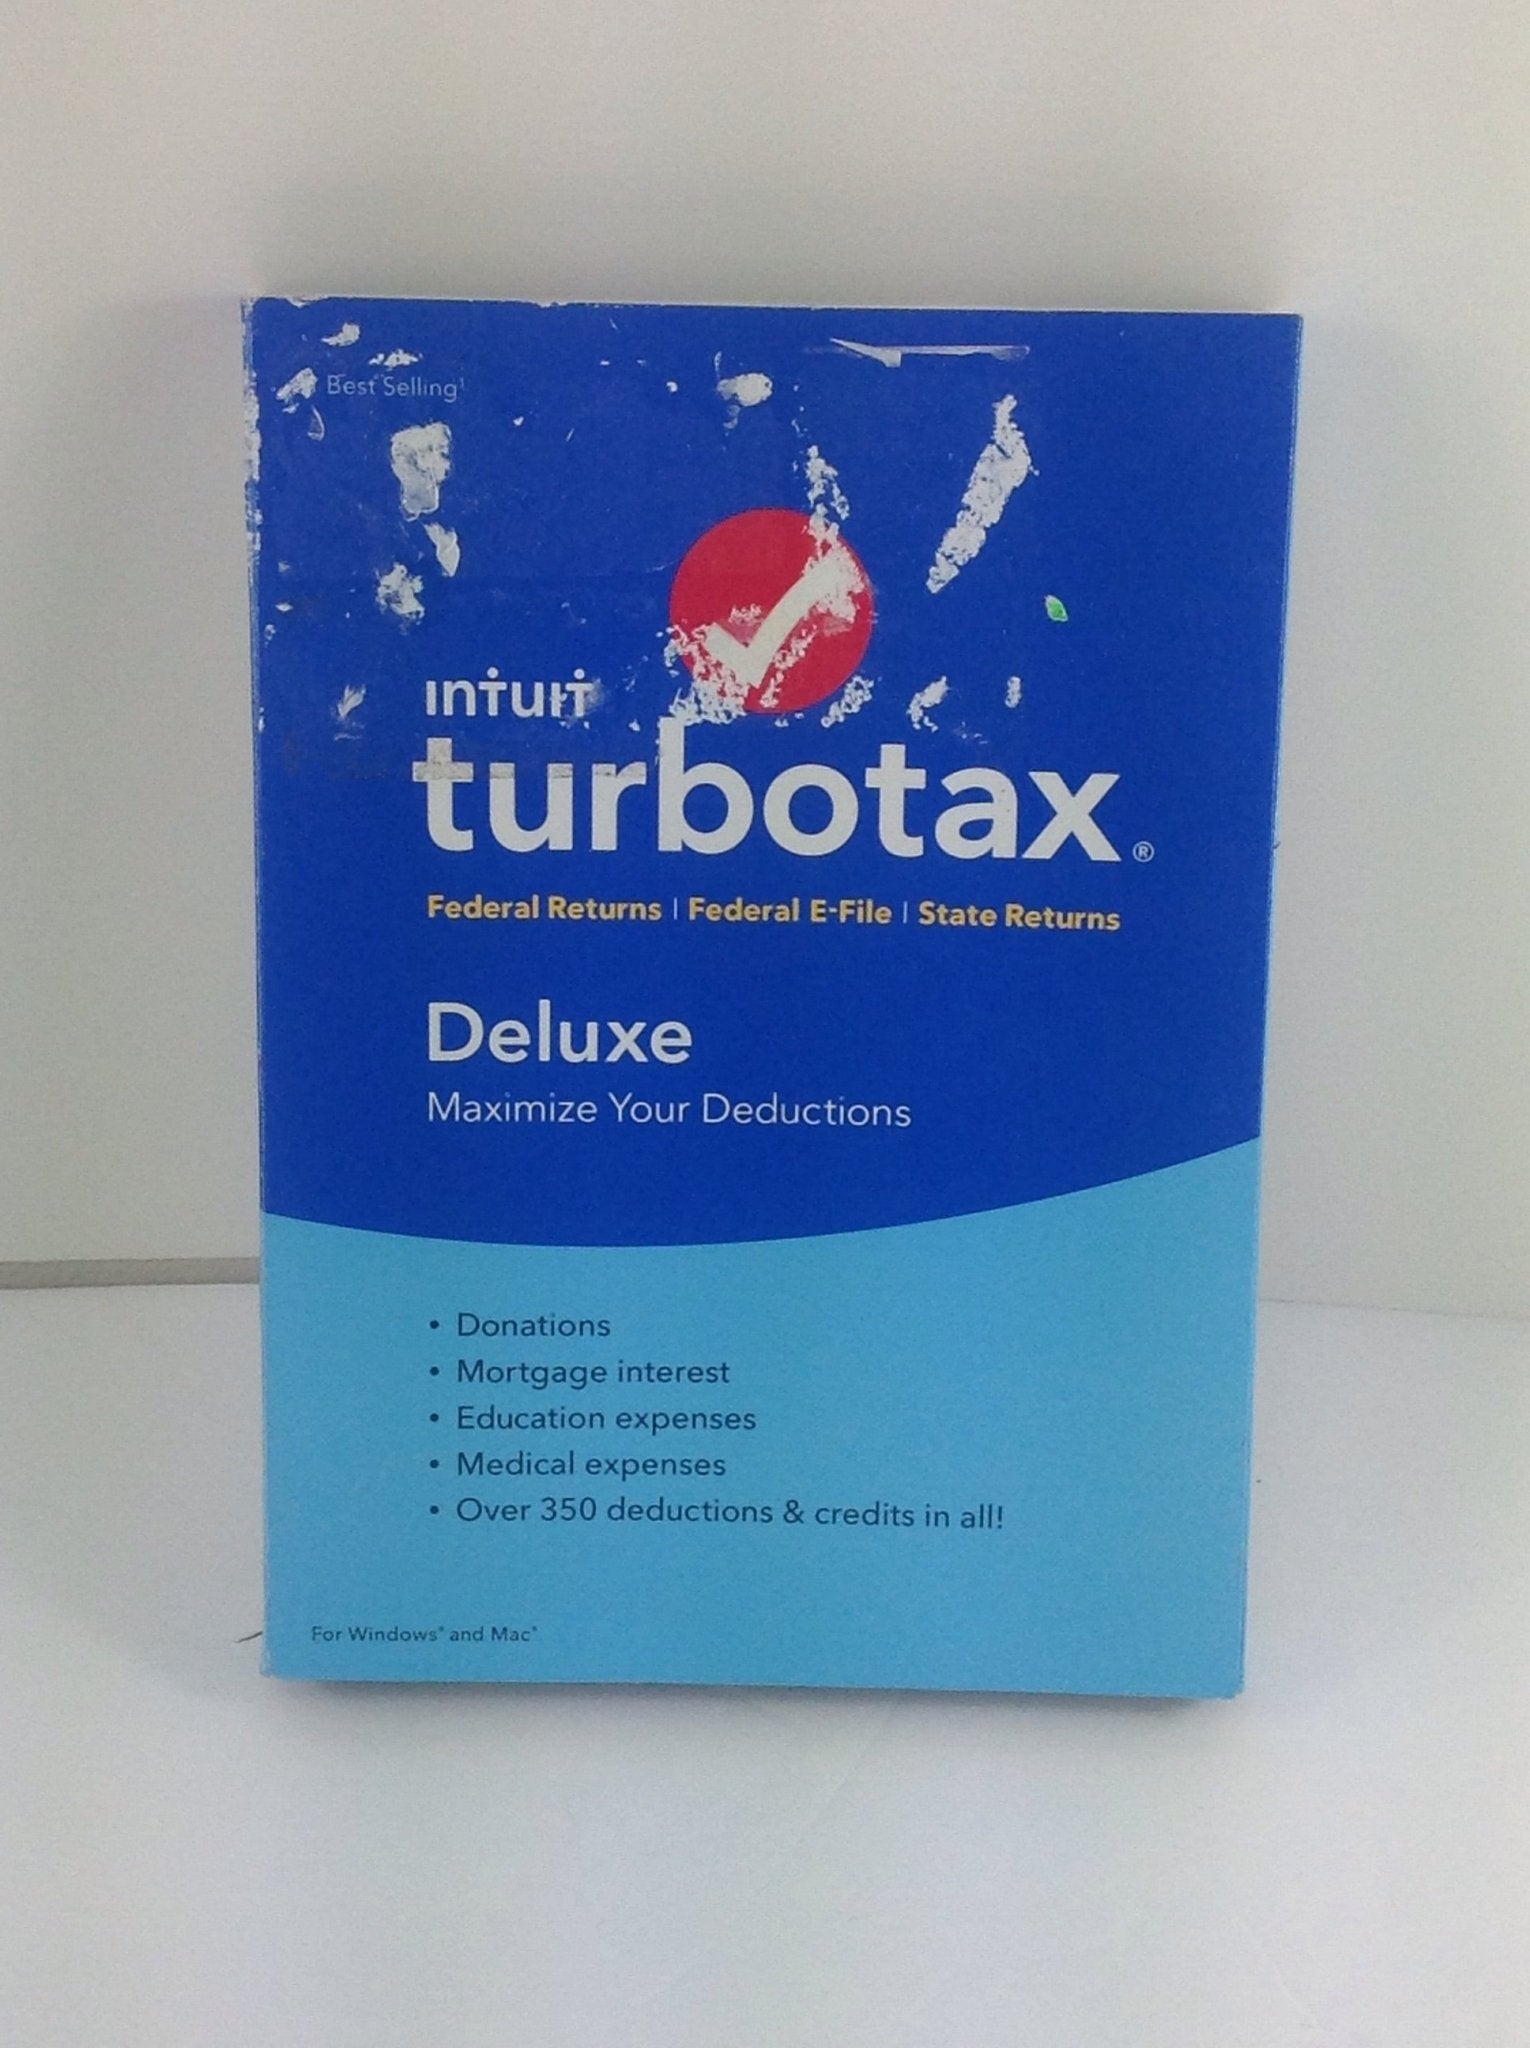 Best Selling¹
intuit
turbotax®
Federal Returns | Federal E-File | State Returns
Deluxe
Maximize Your Deductions
• Donations
• Mortgage interest
• Education expenses
• Medical expenses
• Over 350 deductions & credits in all!
For Windows® and Mac®